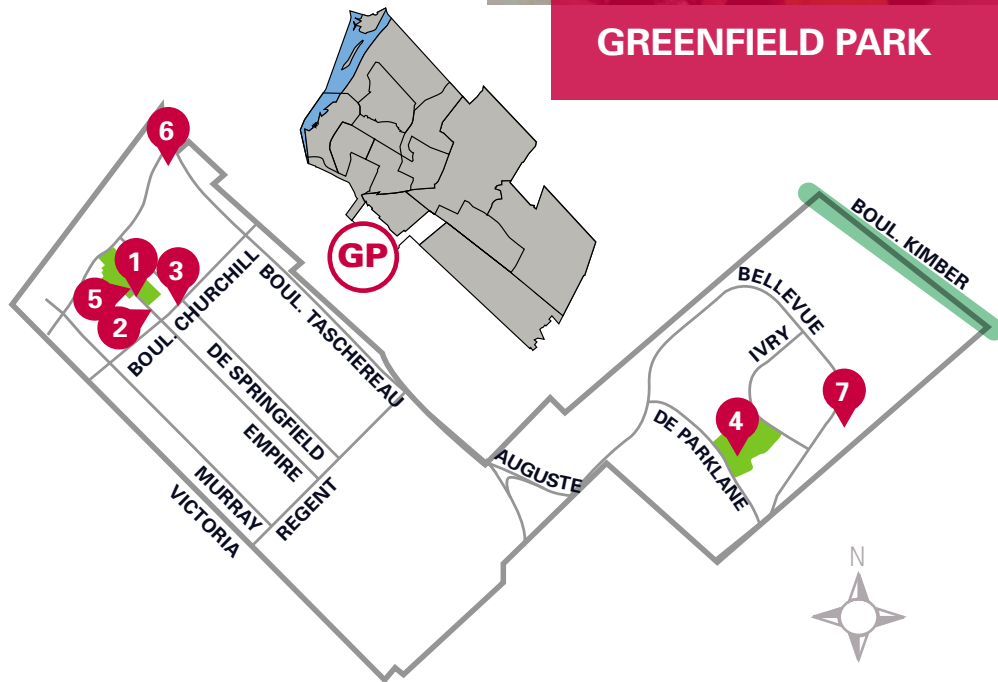 GREENFIELD PARK
6
GP
1
3
5
2
BOUL. CHURCHILL
BOUL. TASCHEREAU
DE SPRINGFIELD
EMPIRE
MURRAY
VICTORIA
REGENT
AUGUSTE
BOUL. KIMBER
BELLEVUE
IVRY
7
4
DE PARKLANE
N